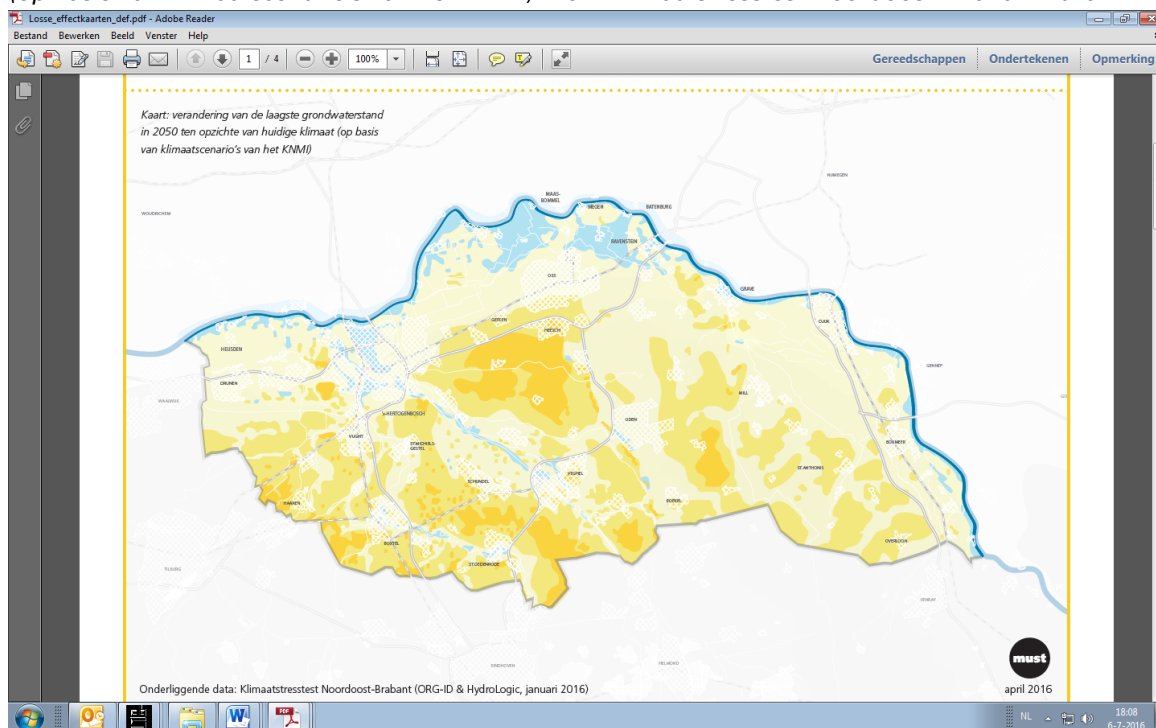 Losse_effectkaarten_def.pdf - Adobe Reader
Bestand Bewerken Beeld Venster Help
1 / 4 100% Gereedschappen Ondertekenen Opmerking
Kaart: verandering van de laagste grondwaterstand
in 2050 ten opzichte van huidige klimaat (op basis
van klimaatscenario's van het KNMI)
NIJMEGEN
MAAS-
BOMMEL
MEGEN
BATENBURG
WOUDRICHEM
RAVENSTEIN
OSS
GRAVE
GEFFEN
CUIJK
HEESCH
HEUSDEN
GENNEP
DRUNEN
WAALWIJK
MILL
'S-HERTOGENBOSCH
UDEN
VUGHT
ST.MICHIELS-
GESTEL
BOXMEER
ST.ANTHONIS
VEGHEL
SCHIJNDEL
HAAREN
BOEKEL
BOXTEL
OVERLOON
ST.OEDENRODE
TILBURG
VENRAY
EINDHOVEN
HELMOND
must
Onderliggende data: Klimaatstresstest Noordoost-Brabant (ORG-ID & HydroLogic, januari 2016)
april 2016
NL
18:08
6-7-2016